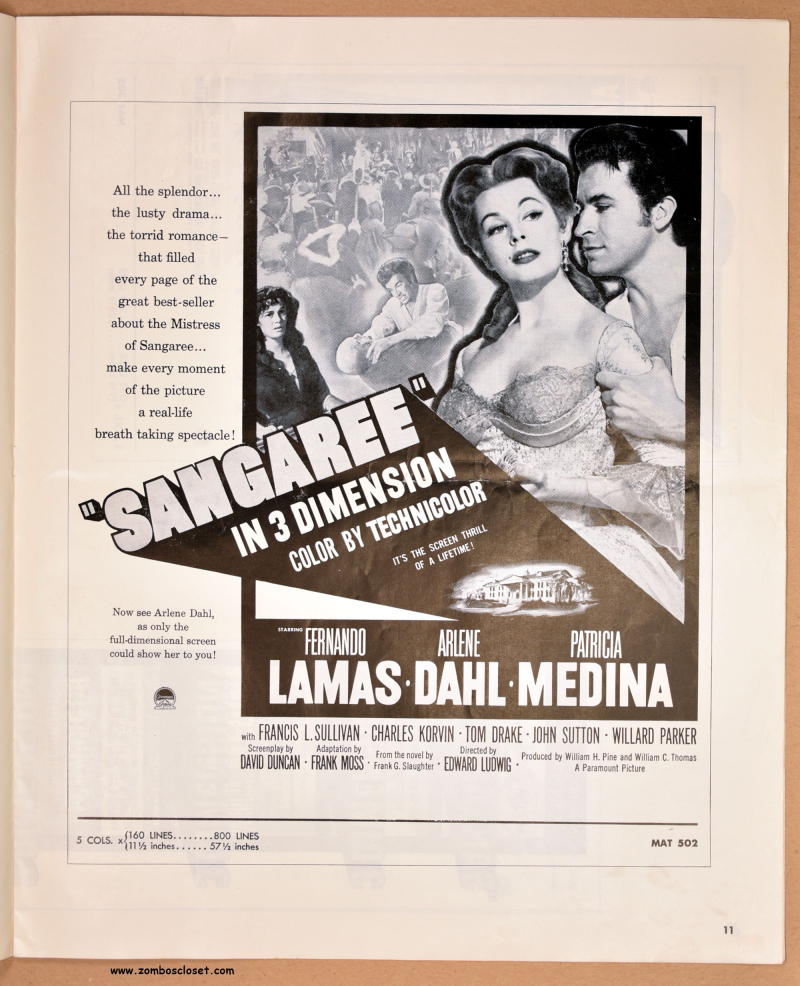 All the splendor...
the lusty drama...
the torrid romance—
that filled
every page of the
great best-seller
about the Mistress
of Sangaree...
make every moment
of the picture
a real-life
breath taking spectacle!
"SANGAREE"
IN 3 DIMENSION
COLOR BY TECHNICOLOR
IT'S THE SCREEN THRILL
OF A LIFETIME!
Now see Arlene Dahl,
as only the
full-dimensional screen
could show her to you!
STARRING FERNANDO ARLENE PATRICIA
LAMAS · DAHL · MEDINA
with FRANCIS L. SULLIVAN · CHARLES KORVIN · TOM DRAKE · JOHN SUTTON · WILLARD PARKER
Screenplay by DAVID DUNCAN · Adaptation by FRANK MOSS · From the novel by Frank G. Slaughter · Directed by EDWARD LUDWIG · Produced by William H. Pine and William C. Thomas
A Paramount Picture
5 COLS. x {160 LINES........800 LINES
{11½ inches......57½ inches
MAT 502
11
www.zomboscloset.com